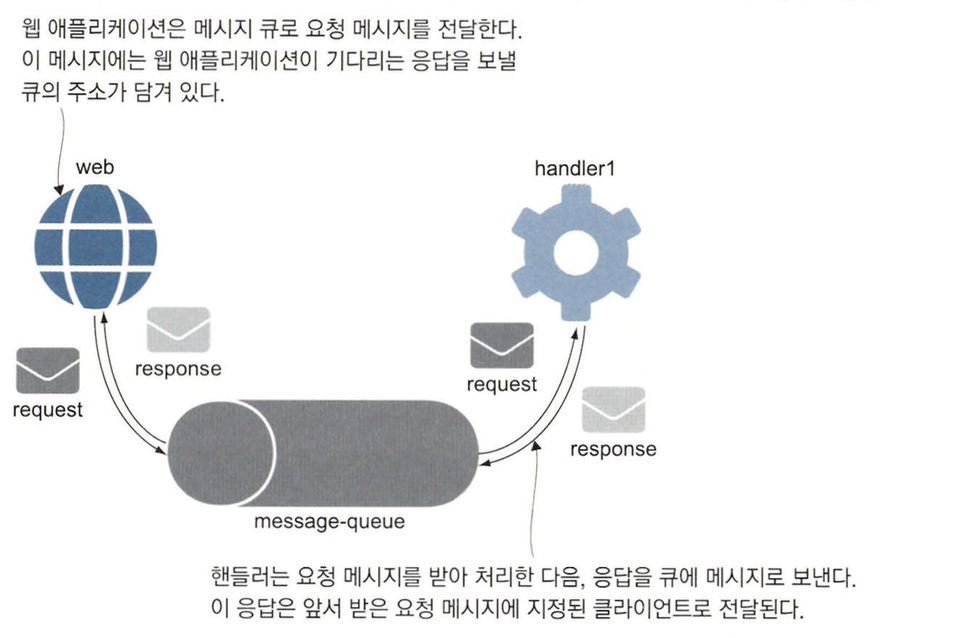 웹 애플리케이션은 메시지 큐로 요청 메시지를 전달한다.
이 메시지에는 웹 애플리케이션이 기다리는 응답을 보낼
큐의 주소가 담겨 있다.
web
handler1
response
request
request
response
message-queue
핸들러는 요청 메시지를 받아 처리한 다음, 응답을 큐에 메시지로 보낸다.
이 응답은 앞서 받은 요청 메시지에 지정된 클라이언트로 전달된다.